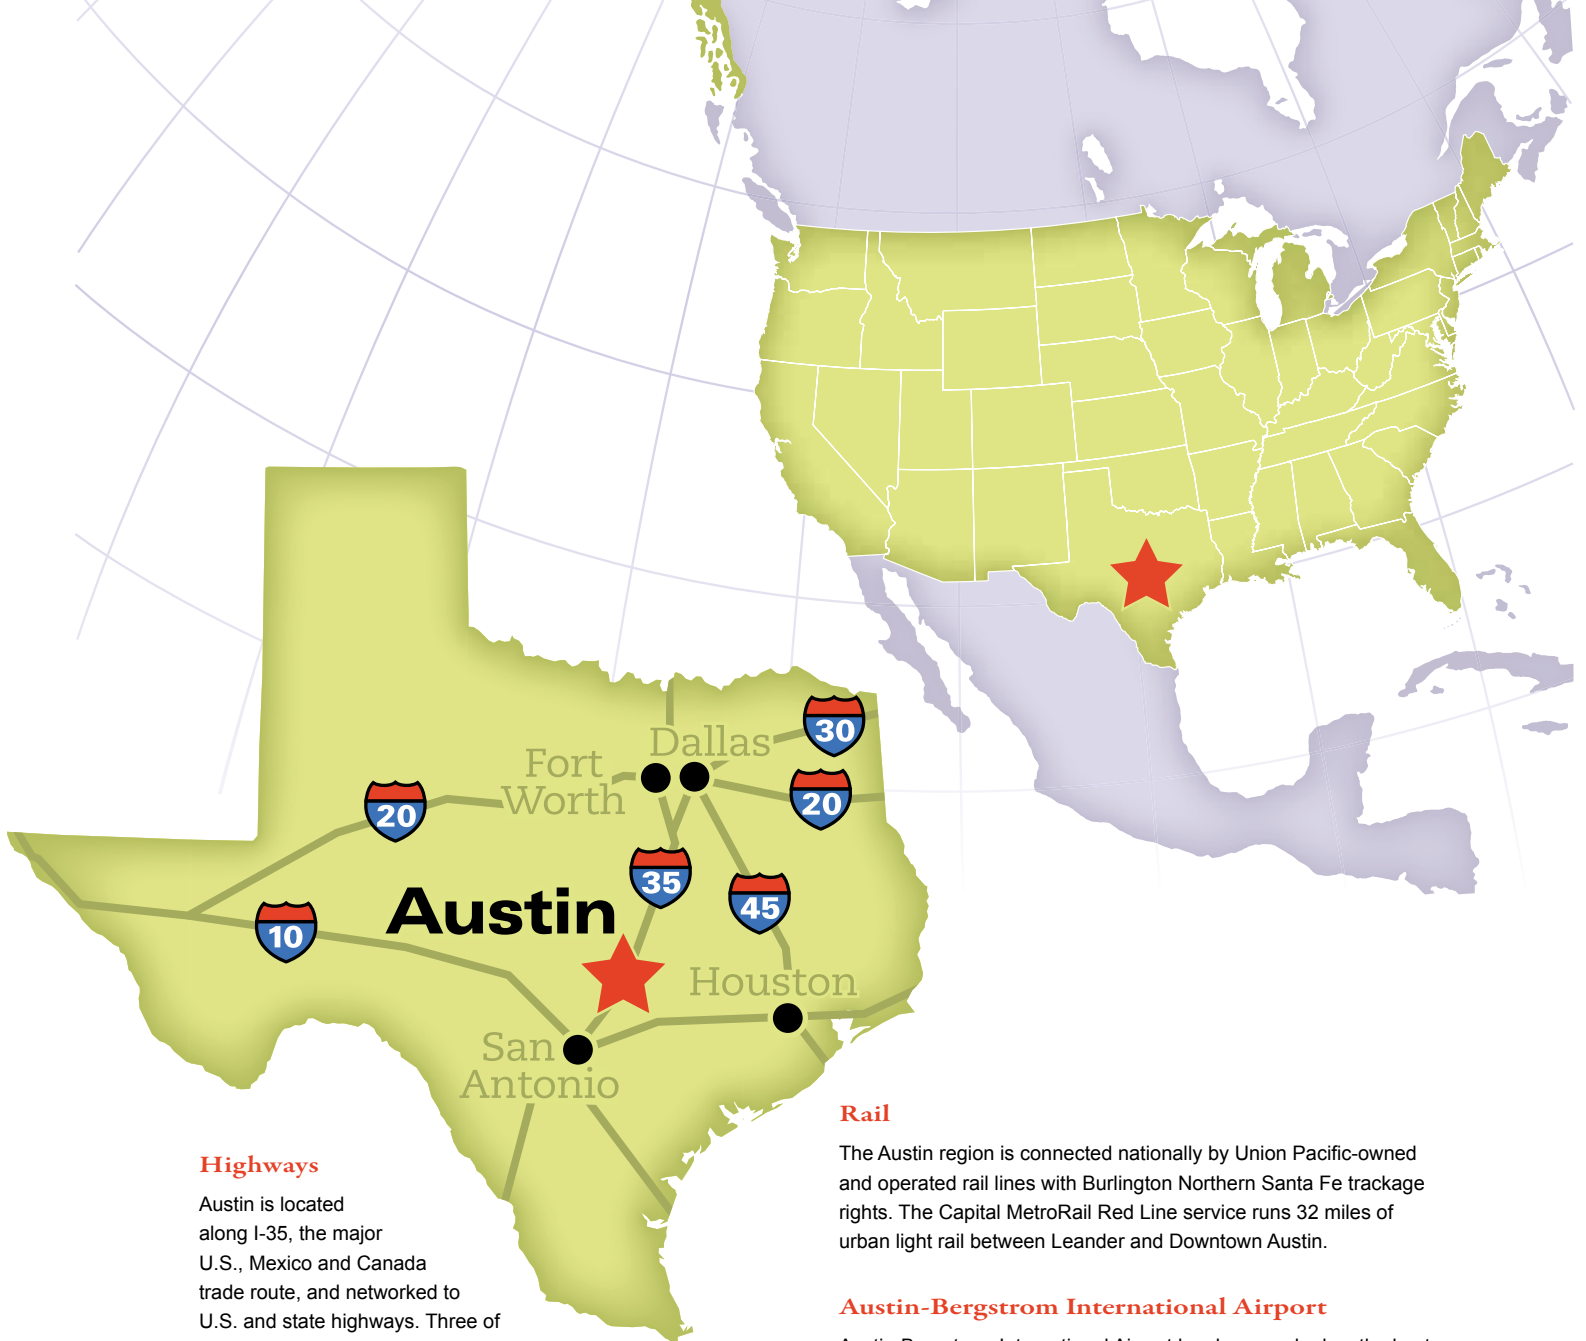 30
Dallas
Fort
Worth
20
20
35
45
Austin
10
Houston
San
Antonio
Highways
Austin is located
along I-35, the major
U.S., Mexico and Canada
trade route, and networked to
U.S. and state highways. Three of
Rail
The Austin region is connected nationally by Union Pacific-owned
and operated rail lines with Burlington Northern Santa Fe trackage
rights. The Capital MetroRail Red Line service runs 32 miles of
urban light rail between Leander and Downtown Austin.
Austin-Bergstrom International Airport